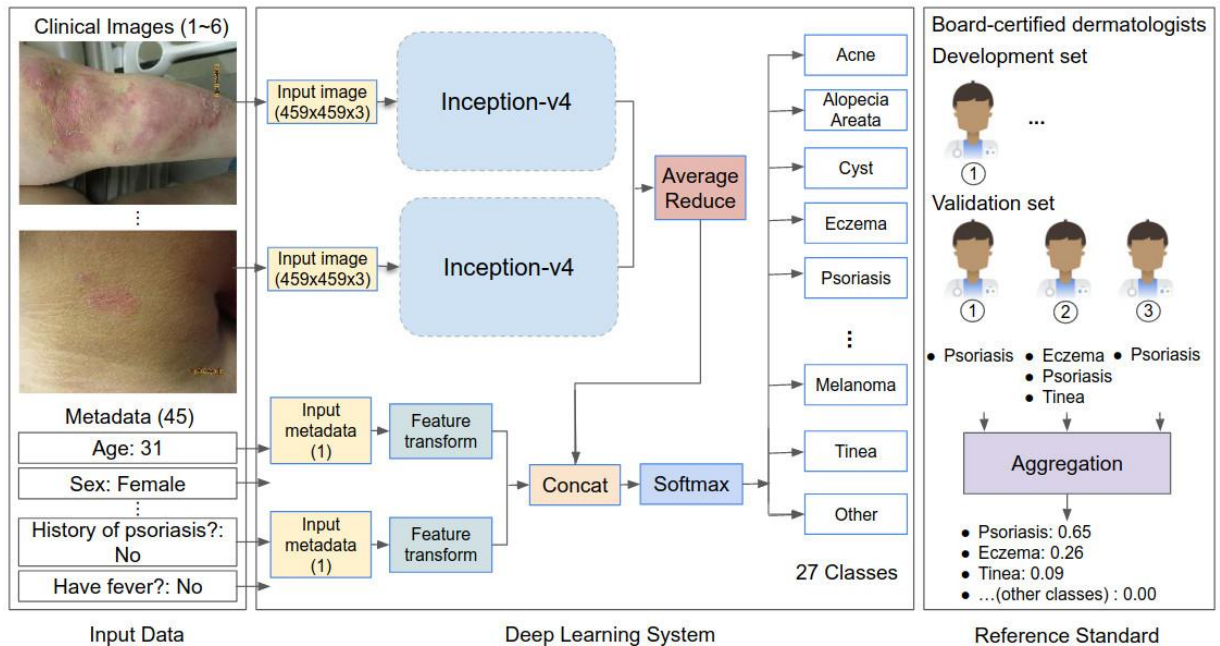 Clinical Images (1~6)
⋮
Metadata (45)
Age: 31
Sex: Female
⋮
History of psoriasis?:
No
Have fever?: No
Input Data
Input image
(459x459x3)
Inception-v4
Input image
(459x459x3)
Inception-v4
Average
Reduce
Input
metadata
(1)
Feature
transform
Input
metadata
(1)
Feature
transform
Concat
Softmax
Acne
Alopecia
Areata
Cyst
Eczema
Psoriasis
⋮
Melanoma
Tinea
Other
27 Classes
Deep Learning System
Board-certified dermatologists
Development set
...
1
Validation set
1 2 3
● Psoriasis ● Eczema ● Psoriasis
● Psoriasis
● Tinea
Aggregation
● Psoriasis: 0.65
● Eczema: 0.26
● Tinea: 0.09
● ...(other classes) : 0.00
Reference Standard